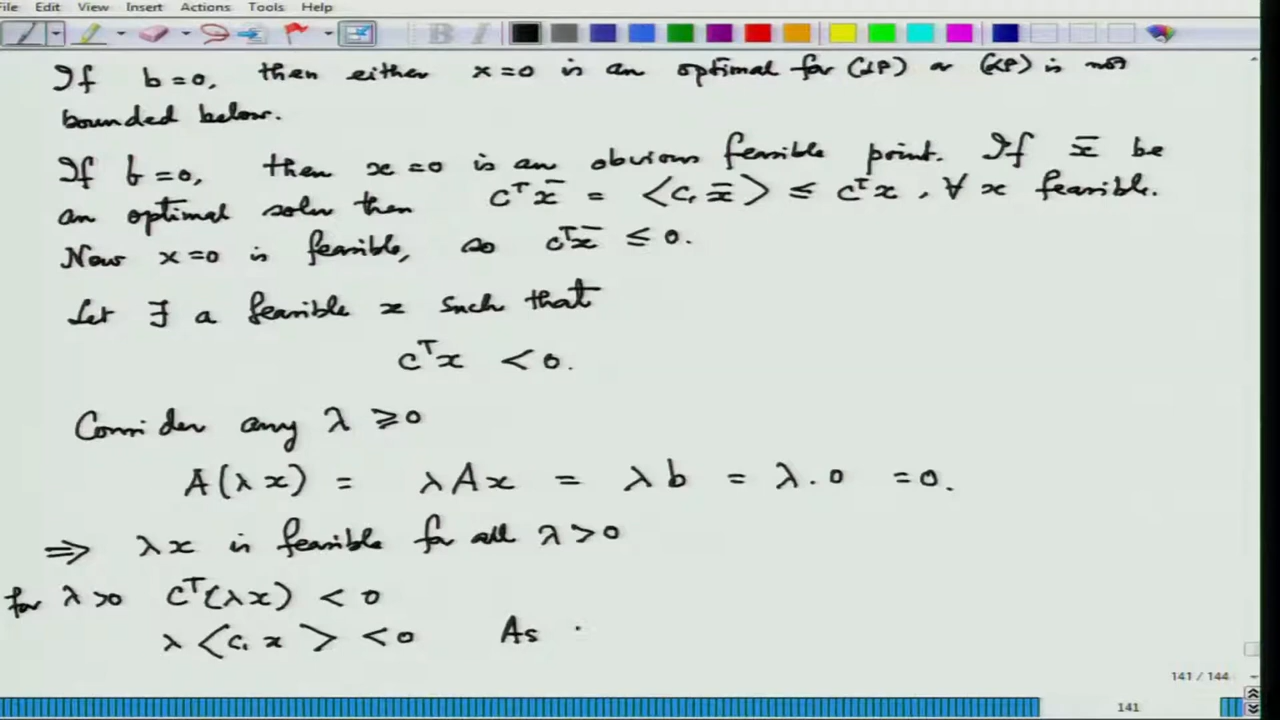 File Edit View Insert Actions Tools Help
If b=0, then either x=0 is an optimal for (LP) or (LP) is not
bounded below.
If b=0, then x=0 is an obvious feasible point. If x̄ be
an optimal soln then cᵀx̄ = <c, x̄> ≤ cᵀx, ∀ x feasible.
Now x=0 is feasible, so cᵀx̄ ≤ 0.
Let ∃ a feasible x such that
cᵀx < 0.
Consider any λ ≥ 0
A(λx) = λAx = λb = λ.0 = 0.
⇒ λx is feasible for all λ > 0
for λ>0 cᵀ(λx) < 0
λ<c, x> < 0 As
141 / 144
141